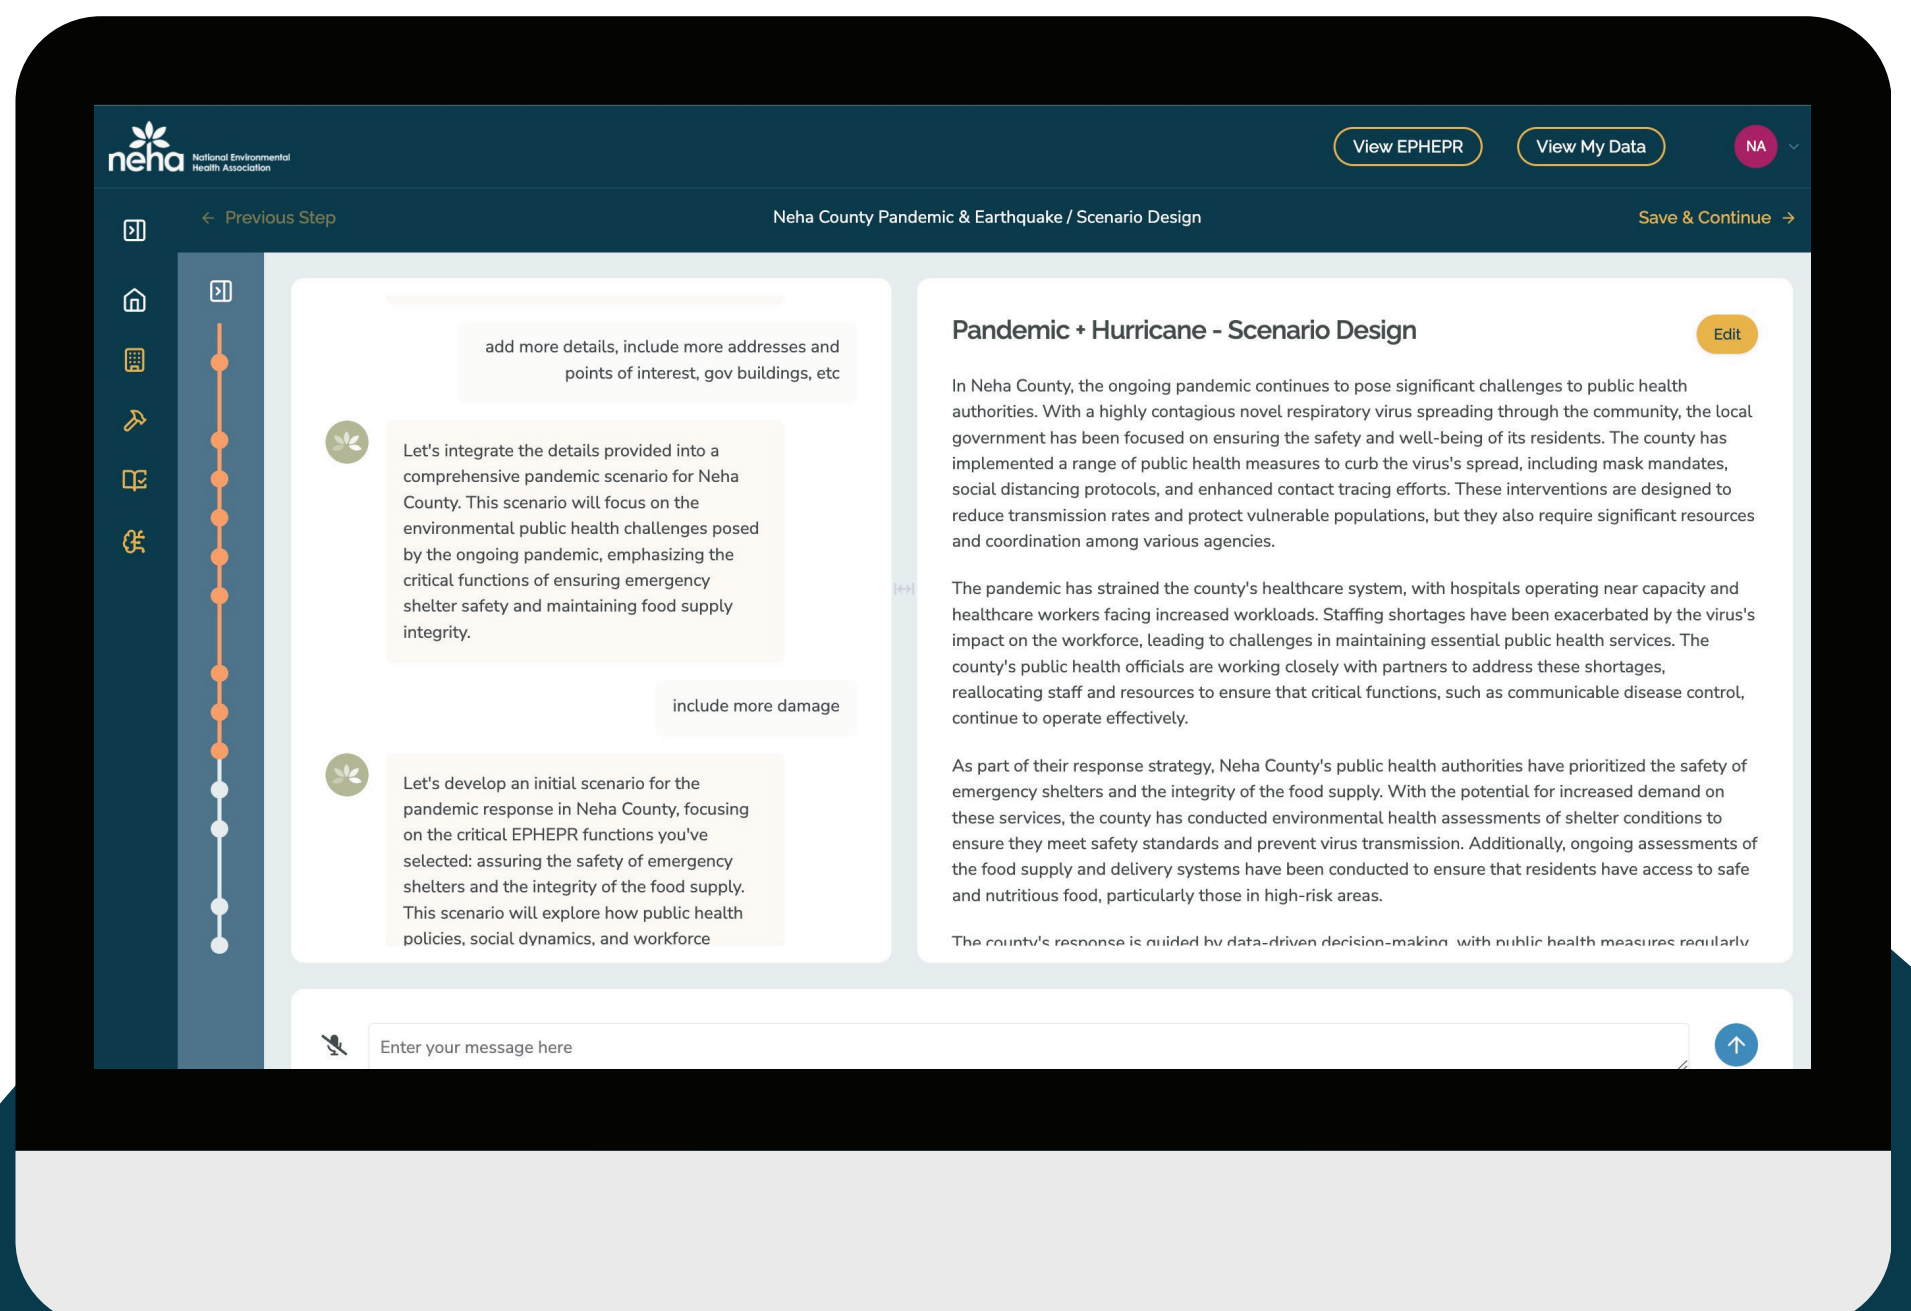 neha National Environmental
Health Association
View EPHEPR
View My Data
NA
← Previous Step
Neha County Pandemic & Earthquake / Scenario Design
Save & Continue →
add more details, include more addresses and
points of interest, gov buildings, etc
Let's integrate the details provided into a
comprehensive pandemic scenario for Neha
County. This scenario will focus on the
environmental public health challenges posed
by the ongoing pandemic, emphasizing the
critical functions of ensuring emergency
shelter safety and maintaining food supply
integrity.
include more damage
Let's develop an initial scenario for the
pandemic response in Neha County, focusing
on the critical EPHEPR functions you've
selected: assuring the safety of emergency
shelters and the integrity of the food supply.
This scenario will explore how public health
policies, social dynamics, and workforce
Pandemic + Hurricane - Scenario Design
Edit
In Neha County, the ongoing pandemic continues to pose significant challenges to public health
authorities. With a highly contagious novel respiratory virus spreading through the community, the local
government has been focused on ensuring the safety and well-being of its residents. The county has
implemented a range of public health measures to curb the virus's spread, including mask mandates,
social distancing protocols, and enhanced contact tracing efforts. These interventions are designed to
reduce transmission rates and protect vulnerable populations, but they also require significant resources
and coordination among various agencies.
The pandemic has strained the county's healthcare system, with hospitals operating near capacity and
healthcare workers facing increased workloads. Staffing shortages have been exacerbated by the virus's
impact on the workforce, leading to challenges in maintaining essential public health services. The
county's public health officials are working closely with partners to address these shortages,
reallocating staff and resources to ensure that critical functions, such as communicable disease control,
continue to operate effectively.
As part of their response strategy, Neha County's public health authorities have prioritized the safety of
emergency shelters and the integrity of the food supply. With the potential for increased demand on
these services, the county has conducted environmental health assessments of shelter conditions to
ensure they meet safety standards and prevent virus transmission. Additionally, ongoing assessments of
the food supply and delivery systems have been conducted to ensure that residents have access to safe
and nutritious food, particularly those in high-risk areas.
The county's response is guided by data-driven decision-making, with public health measures regularly
Enter your message here